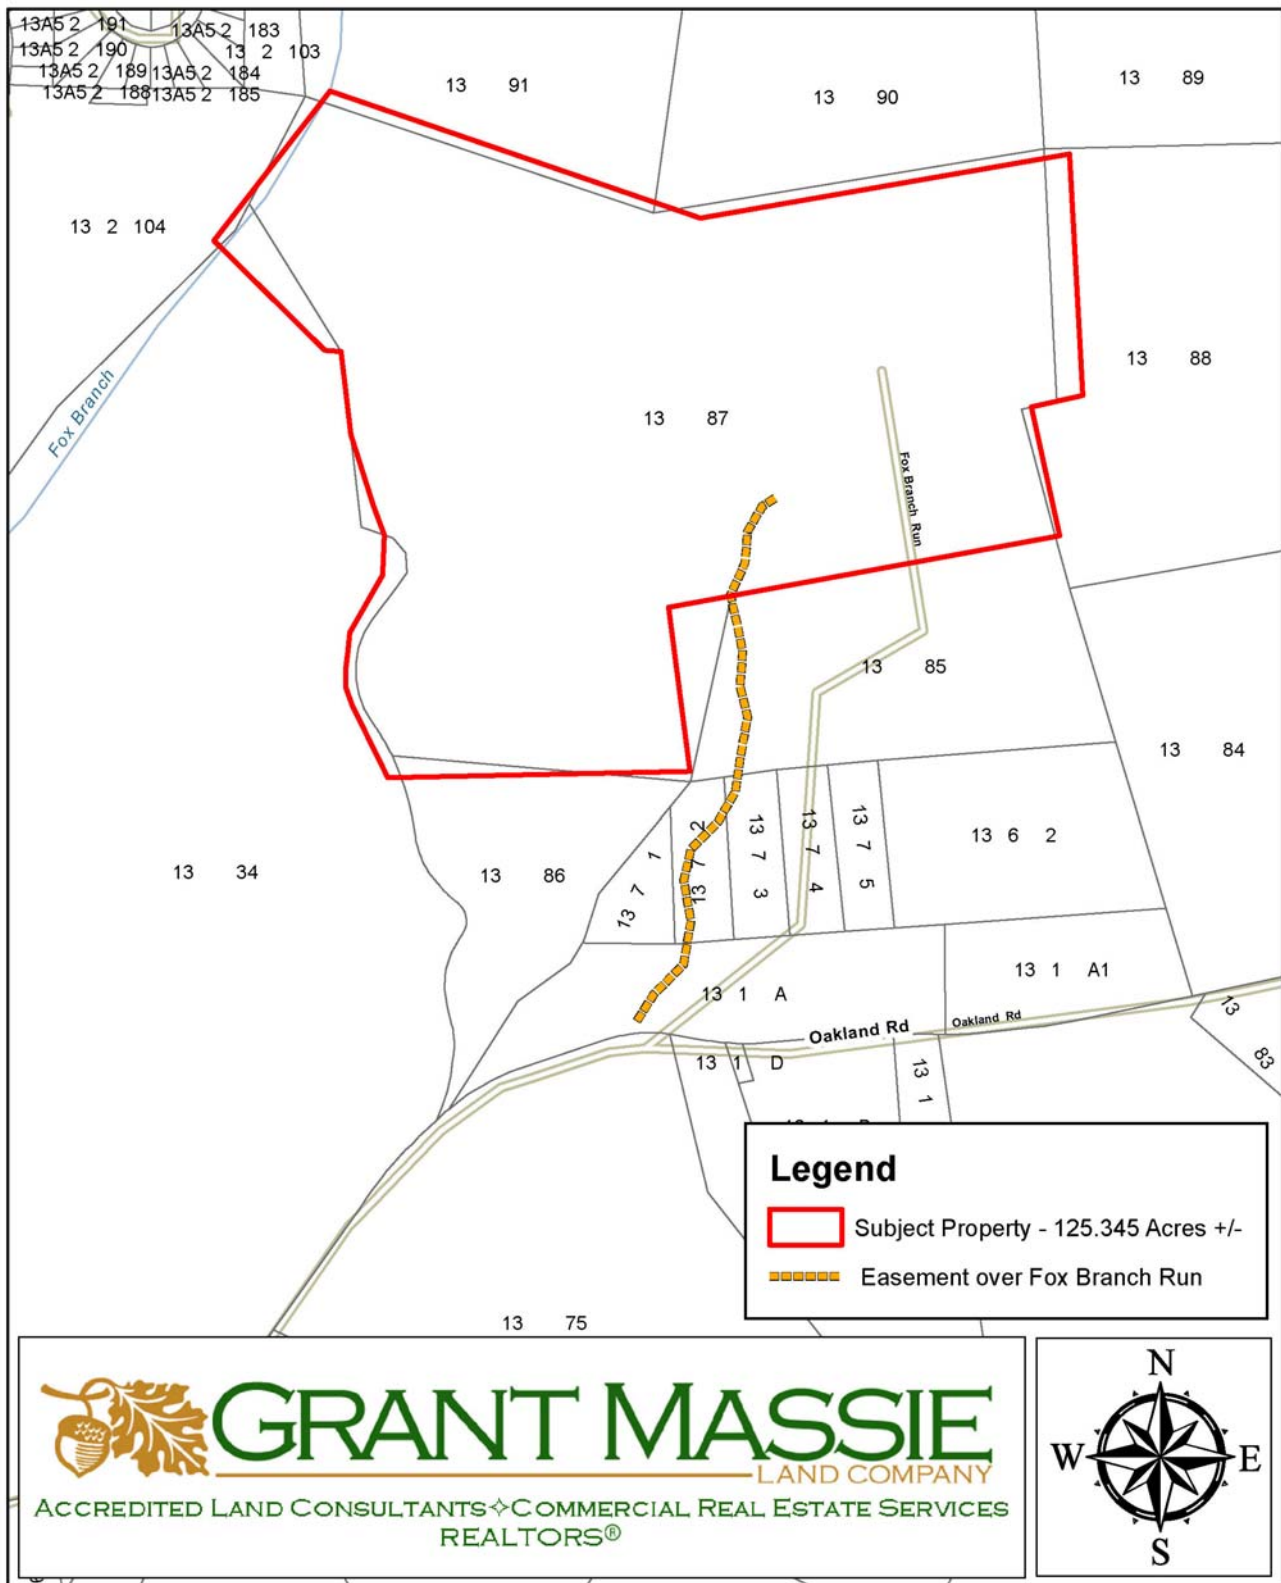 13A5 2 191
13A5 2 183
13A5 2 190
13 2 103
13A5 2 189
13A5 2 184
13A5 2 188
13A5 2 185
13 91
13 90
13 89
13 2 104
Fox Branch
13 88
13 87
Fox Branch Run
13 85
13 84
13 34
13 86
13 7 1
13 7 2
13 7 3
13 7 4
13 7 5
13 6 2
13 1 A
13 1 A1
Oakland Rd
Oakland Rd
13 1 D
13 1
13 83
Legend
Subject Property - 125.345 Acres +/-
Easement over Fox Branch Run
13 75
GRANT MASSIE
LAND COMPANY
ACCREDITED LAND CONSULTANTS✧COMMERCIAL REAL ESTATE SERVICES
REALTORS®
N
W
E
S